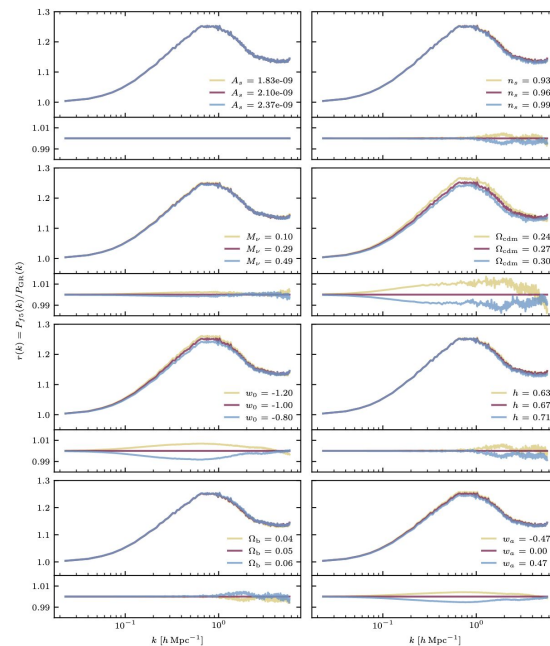 1.3
1.2
1.1
1.0
A_s = 1.83e-09
A_s = 2.10e-09
A_s = 2.37e-09
n_s = 0.93
n_s = 0.96
n_s = 0.99
1.01
0.99
1.3
1.2
1.1
1.0
M_ν = 0.10
M_ν = 0.29
M_ν = 0.49
Ω_cdm = 0.24
Ω_cdm = 0.27
Ω_cdm = 0.30
1.01
0.99
r(k) = P_f5(k)/P_GR(k)
1.3
1.2
1.1
1.0
w_0 = -1.20
w_0 = -1.00
w_0 = -0.80
h = 0.63
h = 0.67
h = 0.71
1.01
0.99
1.3
1.2
1.1
1.0
Ω_b = 0.04
Ω_b = 0.05
Ω_b = 0.06
w_a = -0.47
w_a = 0.00
w_a = 0.47
1.01
0.99
10⁻¹ 10⁰ 10⁻¹ 10⁰
k [h Mpc⁻¹] k [h Mpc⁻¹]